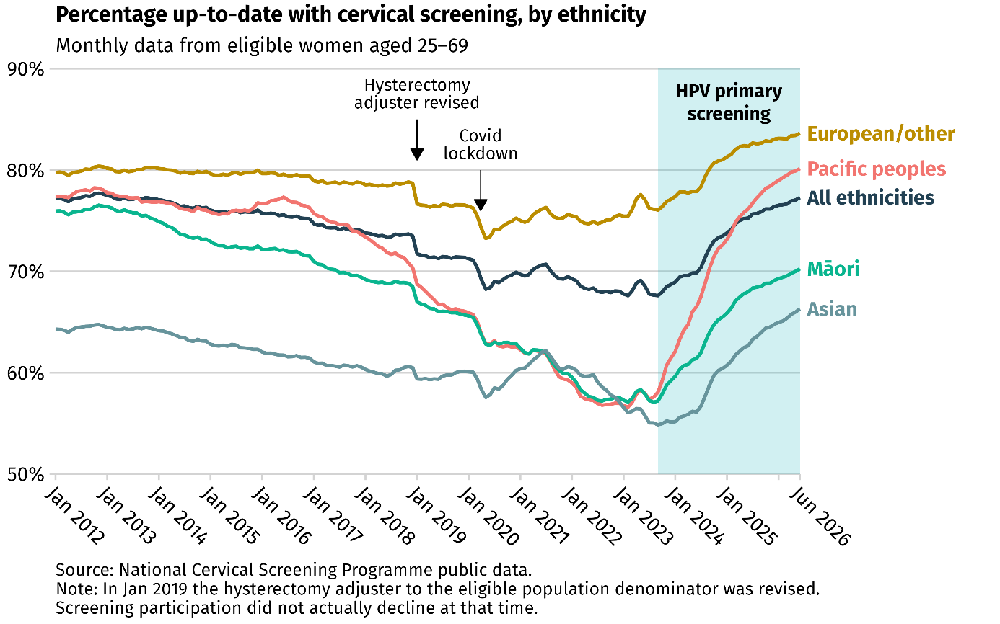 Percentage up-to-date with cervical screening, by ethnicity
Monthly data from eligible women aged 25–69
90%
80%
70%
60%
50%
Hysterectomy
adjuster revised
Covid
lockdown
HPV primary
screening
European/other
Pacific peoples
All ethnicities
Māori
Asian
Jan 2012
Jan 2013
Jan 2014
Jan 2015
Jan 2016
Jan 2017
Jan 2018
Jan 2019
Jan 2020
Jan 2021
Jan 2022
Jan 2023
Jan 2024
Jan 2025
Jun 2026
Source: National Cervical Screening Programme public data.
Note: In Jan 2019 the hysterectomy adjuster to the eligible population denominator was revised.
Screening participation did not actually decline at that time.